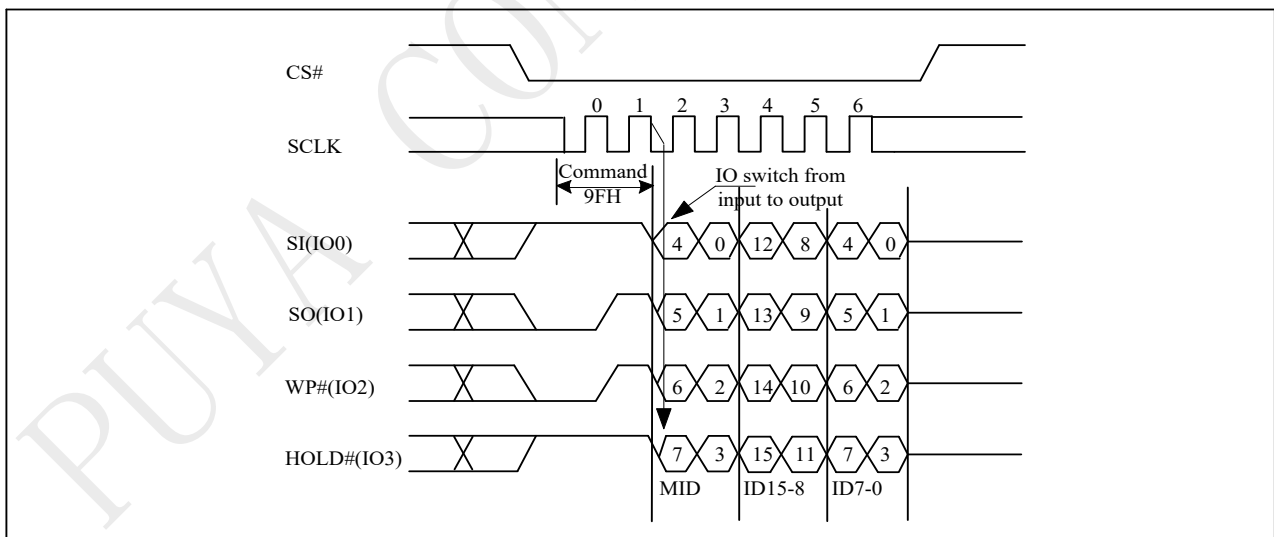 PUYA CON
CS#
0 1 2 3 4 5 6
SCLK
Command
9FH
IO switch from
input to output
SI(IO0) 4 0 12 8 4 0
SO(IO1) 5 1 13 9 5 1
WP#(IO2) 6 2 14 10 6 2
HOLD#(IO3) 7 3 15 11 7 3
MID ID15-8 ID7-0